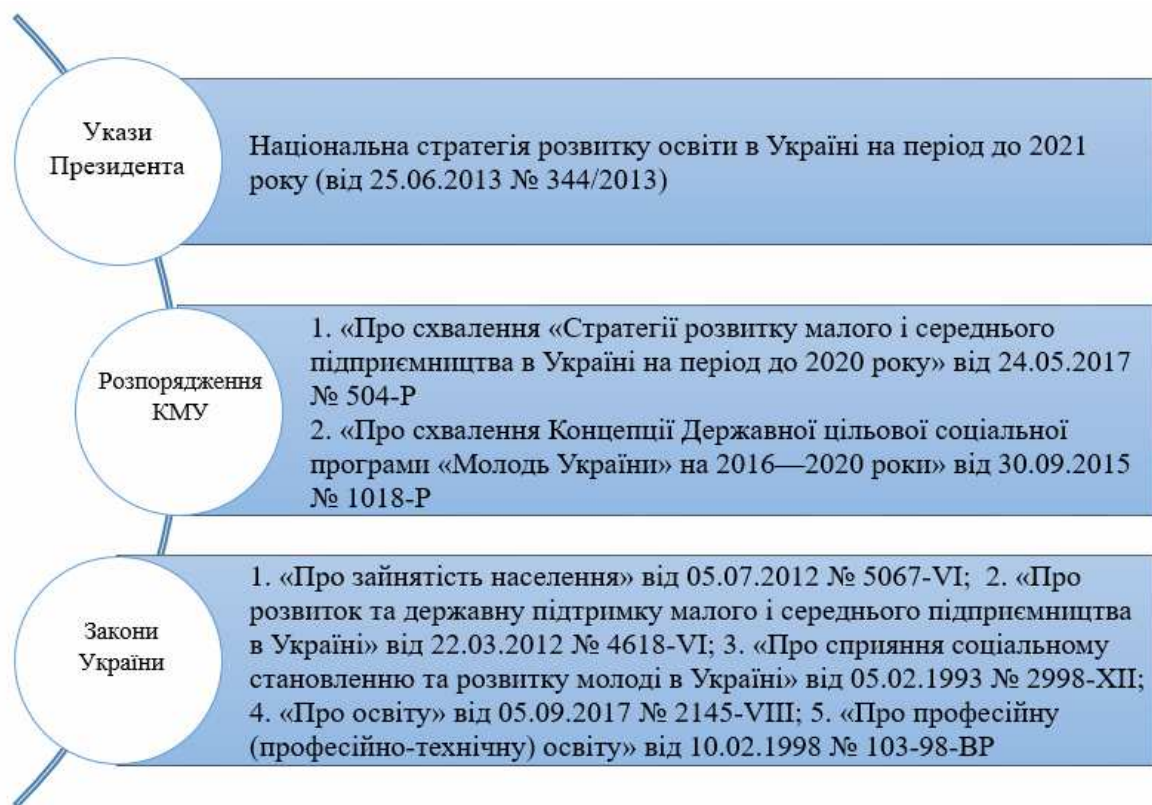 Укази
Президента
Національна стратегія розвитку освіти в Україні на період до 2021
року (від 25.06.2013 № 344/2013)
Розпорядження
КМУ
1. «Про схвалення «Стратегії розвитку малого і середнього
підприємництва в Україні на період до 2020 року» від 24.05.2017
№ 504-Р
2. «Про схвалення Концепції Державної цільової соціальної
програми «Молодь України» на 2016—2020 роки» від 30.09.2015
№ 1018-Р
Закони
України
1. «Про зайнятість населення» від 05.07.2012 № 5067-VI; 2. «Про
розвиток та державну підтримку малого і середнього підприємництва
в Україні» від 22.03.2012 № 4618-VI; 3. «Про сприяння соціальному
становленню та розвитку молоді в Україні» від 05.02.1993 № 2998-XII;
4. «Про освіту» від 05.09.2017 № 2145-VIII; 5. «Про професійну
(професійно-технічну) освіту» від 10.02.1998 № 103-98-ВР